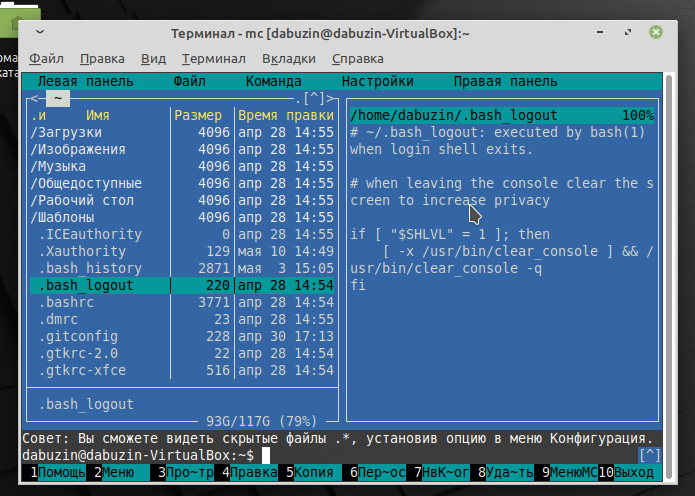 Терминал - mc [dabuzin@dabuzin-VirtualBox]:~
Файл Правка Вид Терминал Вкладки Справка
Левая панель Файл Команда Настройки Правая панель
<─ ~ ─.[^]>
.и Имя Размер Время правки
/Загрузки 4096 апр 28 14:55
/Изображения 4096 апр 28 14:55
/Музыка 4096 апр 28 14:55
/Общедоступные 4096 апр 28 14:55
/Рабочий стол 4096 апр 28 14:55
/Шаблоны 4096 апр 28 14:55
.ICEauthority 0 апр 28 14:55
.Xauthority 129 мая 10 14:49
.bash_history 2871 мая 3 15:05
.bash_logout 220 апр 28 14:54
.bashrc 3771 апр 28 14:54
.dmrc 23 апр 28 14:55
.gitconfig 228 апр 30 17:13
.gtkrc-2.0 22 апр 28 14:54
.gtkrc-xfce 516 апр 28 14:54
.bash_logout
93G/117G (79%)
/home/dabuzin/.bash_logout 100%
# ~/.bash_logout: executed by bash(1)
when login shell exits.
# when leaving the console clear the s
creen to increase privacy
if [ "$SHLVL" = 1 ]; then
[ -x /usr/bin/clear_console ] && /
usr/bin/clear_console -q
fi
Совет: Вы сможете видеть скрытые файлы .*, установив опцию в меню Конфигурация.
dabuzin@dabuzin-VirtualBox:~$ [^]
1Помощь 2Меню 3Про~тр 4Правка 5Копия 6Пер~ос 7НвК~ог 8Уда~ть 9МенюMC 10Выход